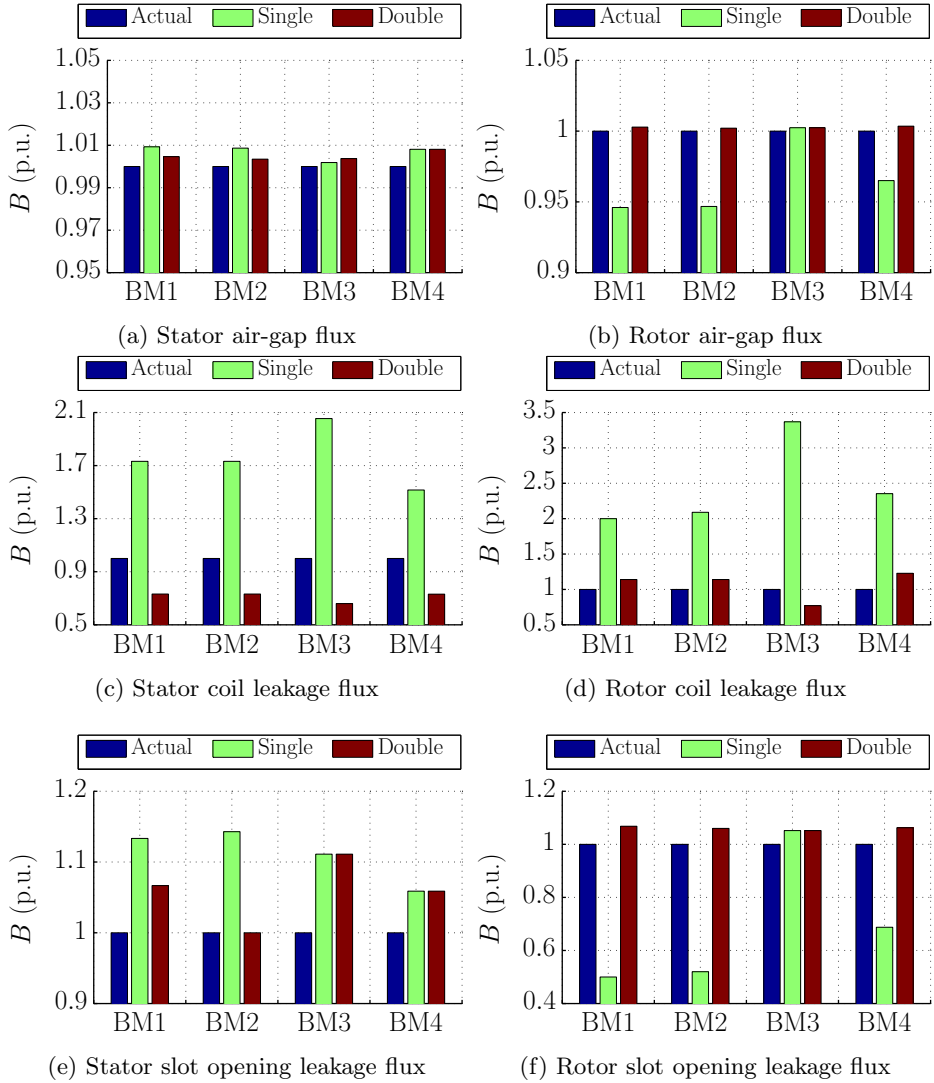 Actual Single Double
1.05
1.03
1.01
0.99
0.97
0.95
B (p.u.)
BM1 BM2 BM3 BM4
(a) Stator air-gap flux
Actual Single Double
1.05
1
0.95
0.9
B (p.u.)
BM1 BM2 BM3 BM4
(b) Rotor air-gap flux
Actual Single Double
2.1
1.7
1.3
0.9
0.5
B (p.u.)
BM1 BM2 BM3 BM4
(c) Stator coil leakage flux
Actual Single Double
3.5
3
2.5
2
1.5
1
0.5
B (p.u.)
BM1 BM2 BM3 BM4
(d) Rotor coil leakage flux
Actual Single Double
1.2
1.1
1
0.9
B (p.u.)
BM1 BM2 BM3 BM4
(e) Stator slot opening leakage flux
Actual Single Double
1.2
1
0.8
0.6
0.4
B (p.u.)
BM1 BM2 BM3 BM4
(f) Rotor slot opening leakage flux